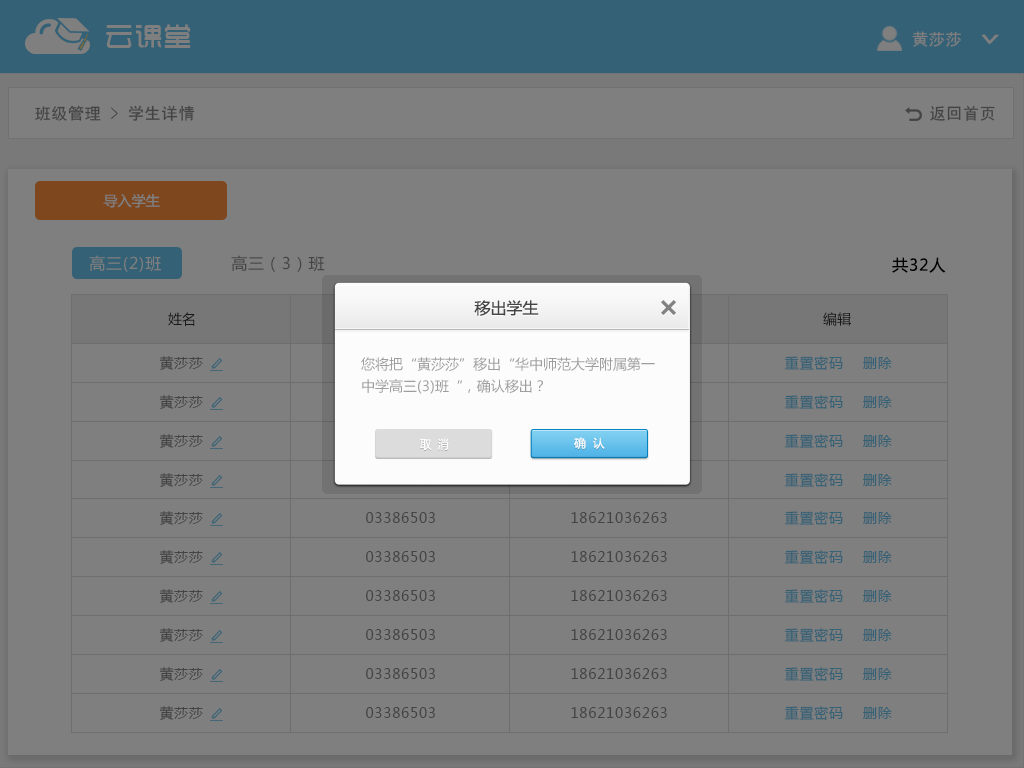 云课堂
黄莎莎
班级管理 > 学生详情
返回首页
导入学生
高三(2)班 高三（3）班
共32人
姓名 编辑
移出学生
您将把“黄莎莎”移出“华中师范大学附属第一
中学高三(3)班 ”，确认移出？
取 消 确 认
黄莎莎 重置密码 删除
黄莎莎 重置密码 删除
黄莎莎 重置密码 删除
黄莎莎 重置密码 删除
黄莎莎 03386503 18621036263 重置密码 删除
黄莎莎 03386503 18621036263 重置密码 删除
黄莎莎 03386503 18621036263 重置密码 删除
黄莎莎 03386503 18621036263 重置密码 删除
黄莎莎 03386503 18621036263 重置密码 删除
黄莎莎 03386503 18621036263 重置密码 删除